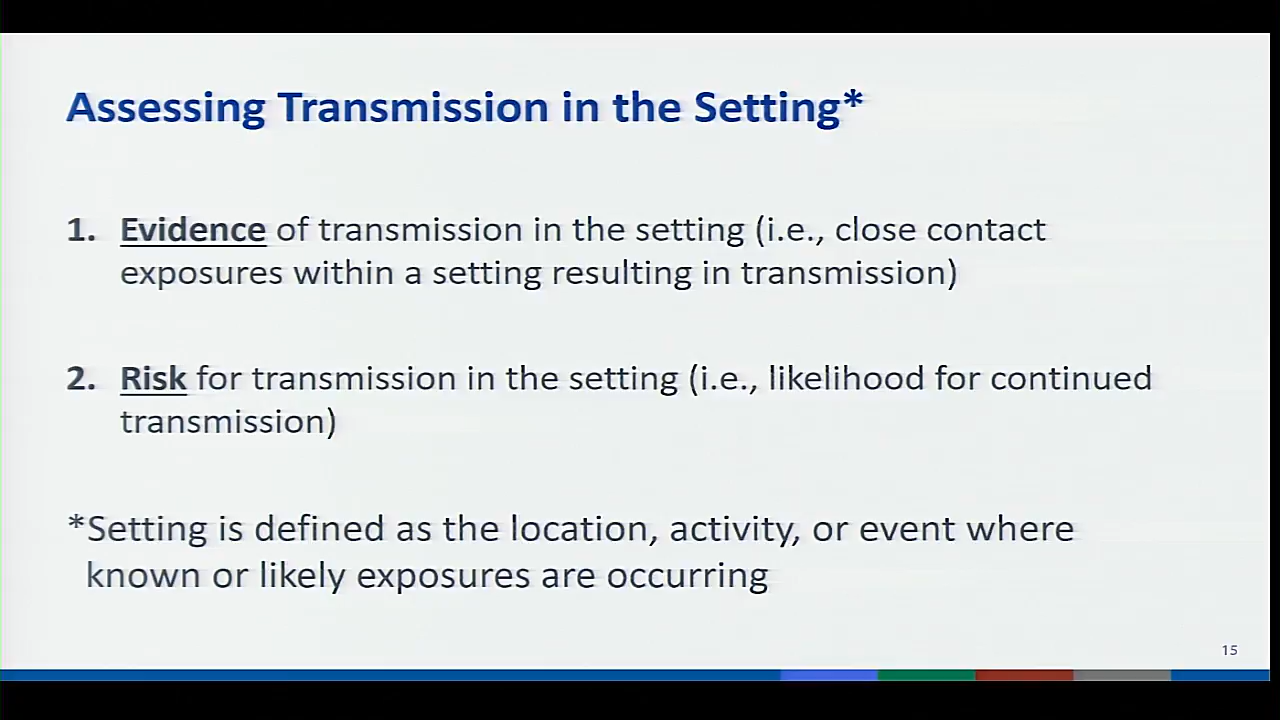 Assessing Transmission in the Setting*
1. Evidence of transmission in the setting (i.e., close contact
exposures within a setting resulting in transmission)
2. Risk for transmission in the setting (i.e., likelihood for continued
transmission)
*Setting is defined as the location, activity, or event where
known or likely exposures are occurring
15